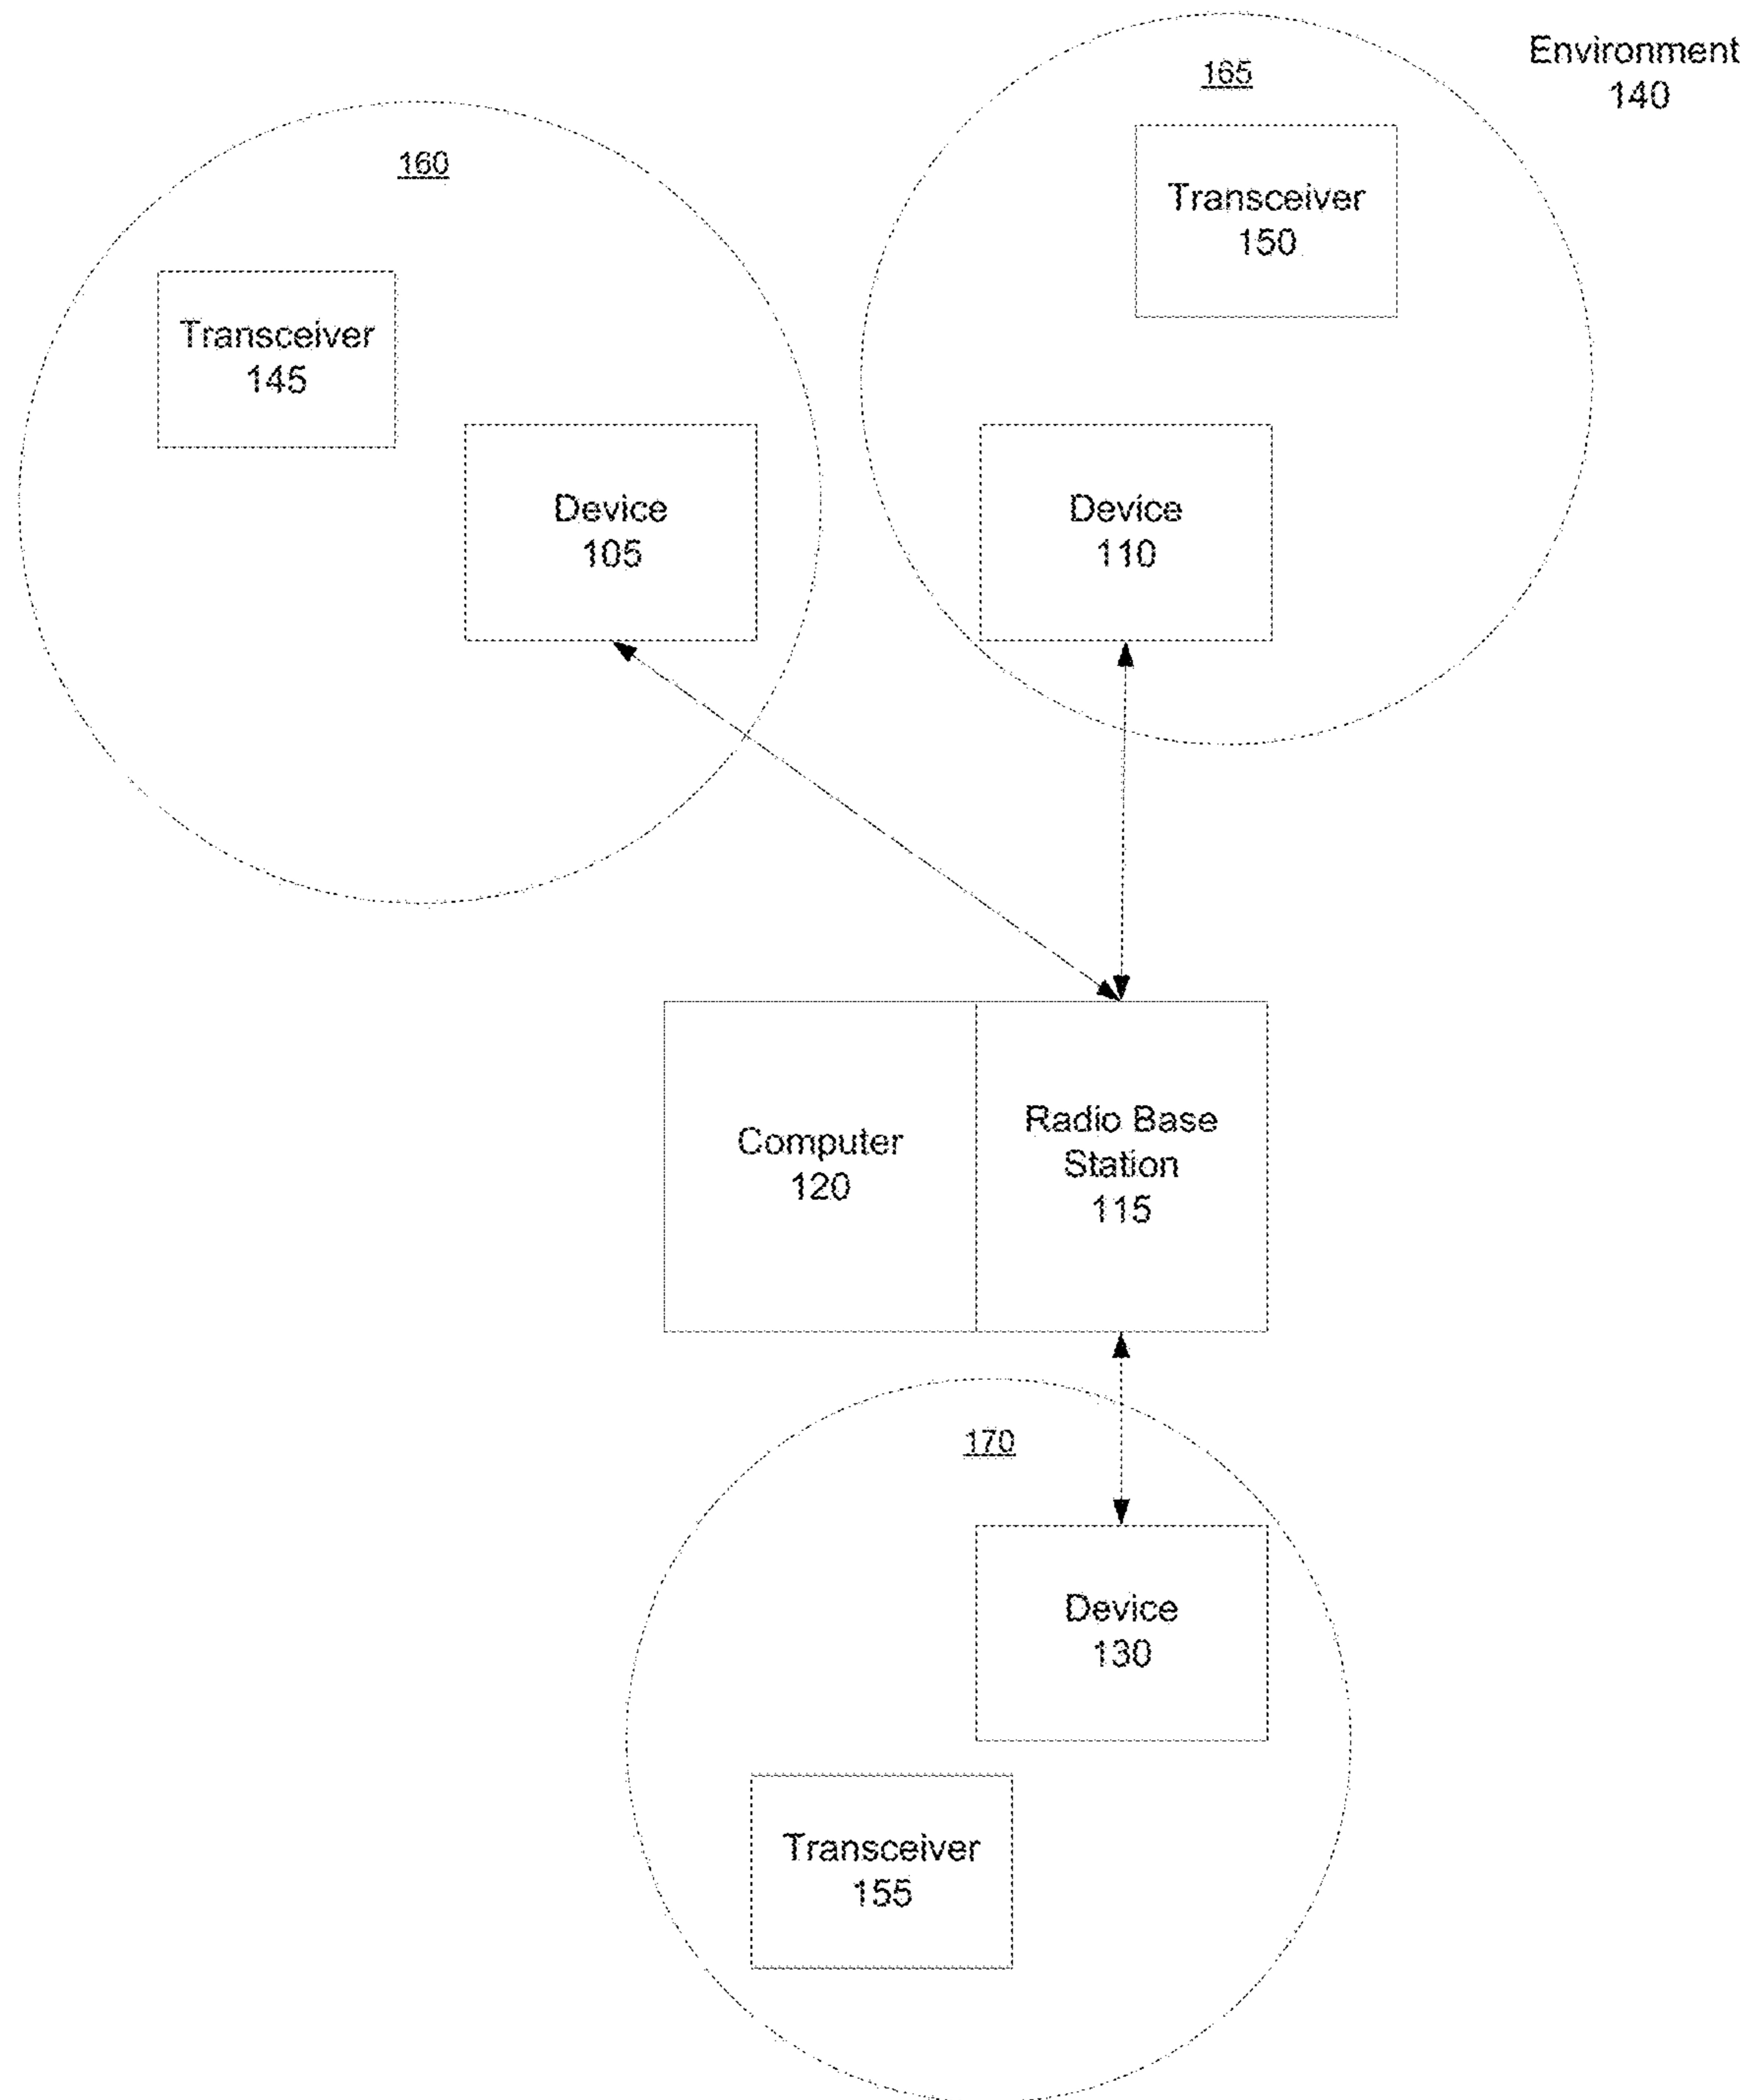 Environment
140
165
Transceiver
150
160
Transceiver
145
Device
105
Device
110
Computer
120
Radio Base
Station
115
170
Device
130
Transceiver
155